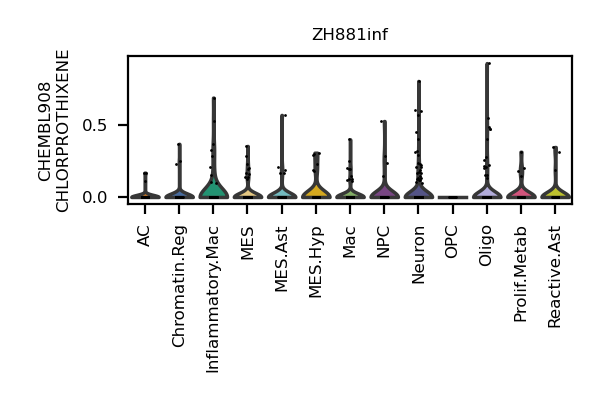 ZH881inf
CHEMBL908
CHLORPROTHIXENE
0.5
0.0
AC
Chromatin.Reg
Inflammatory.Mac
MES
MES.Ast
MES.Hyp
Mac
NPC
Neuron
OPC
Oligo
Prolif.Metab
Reactive.Ast